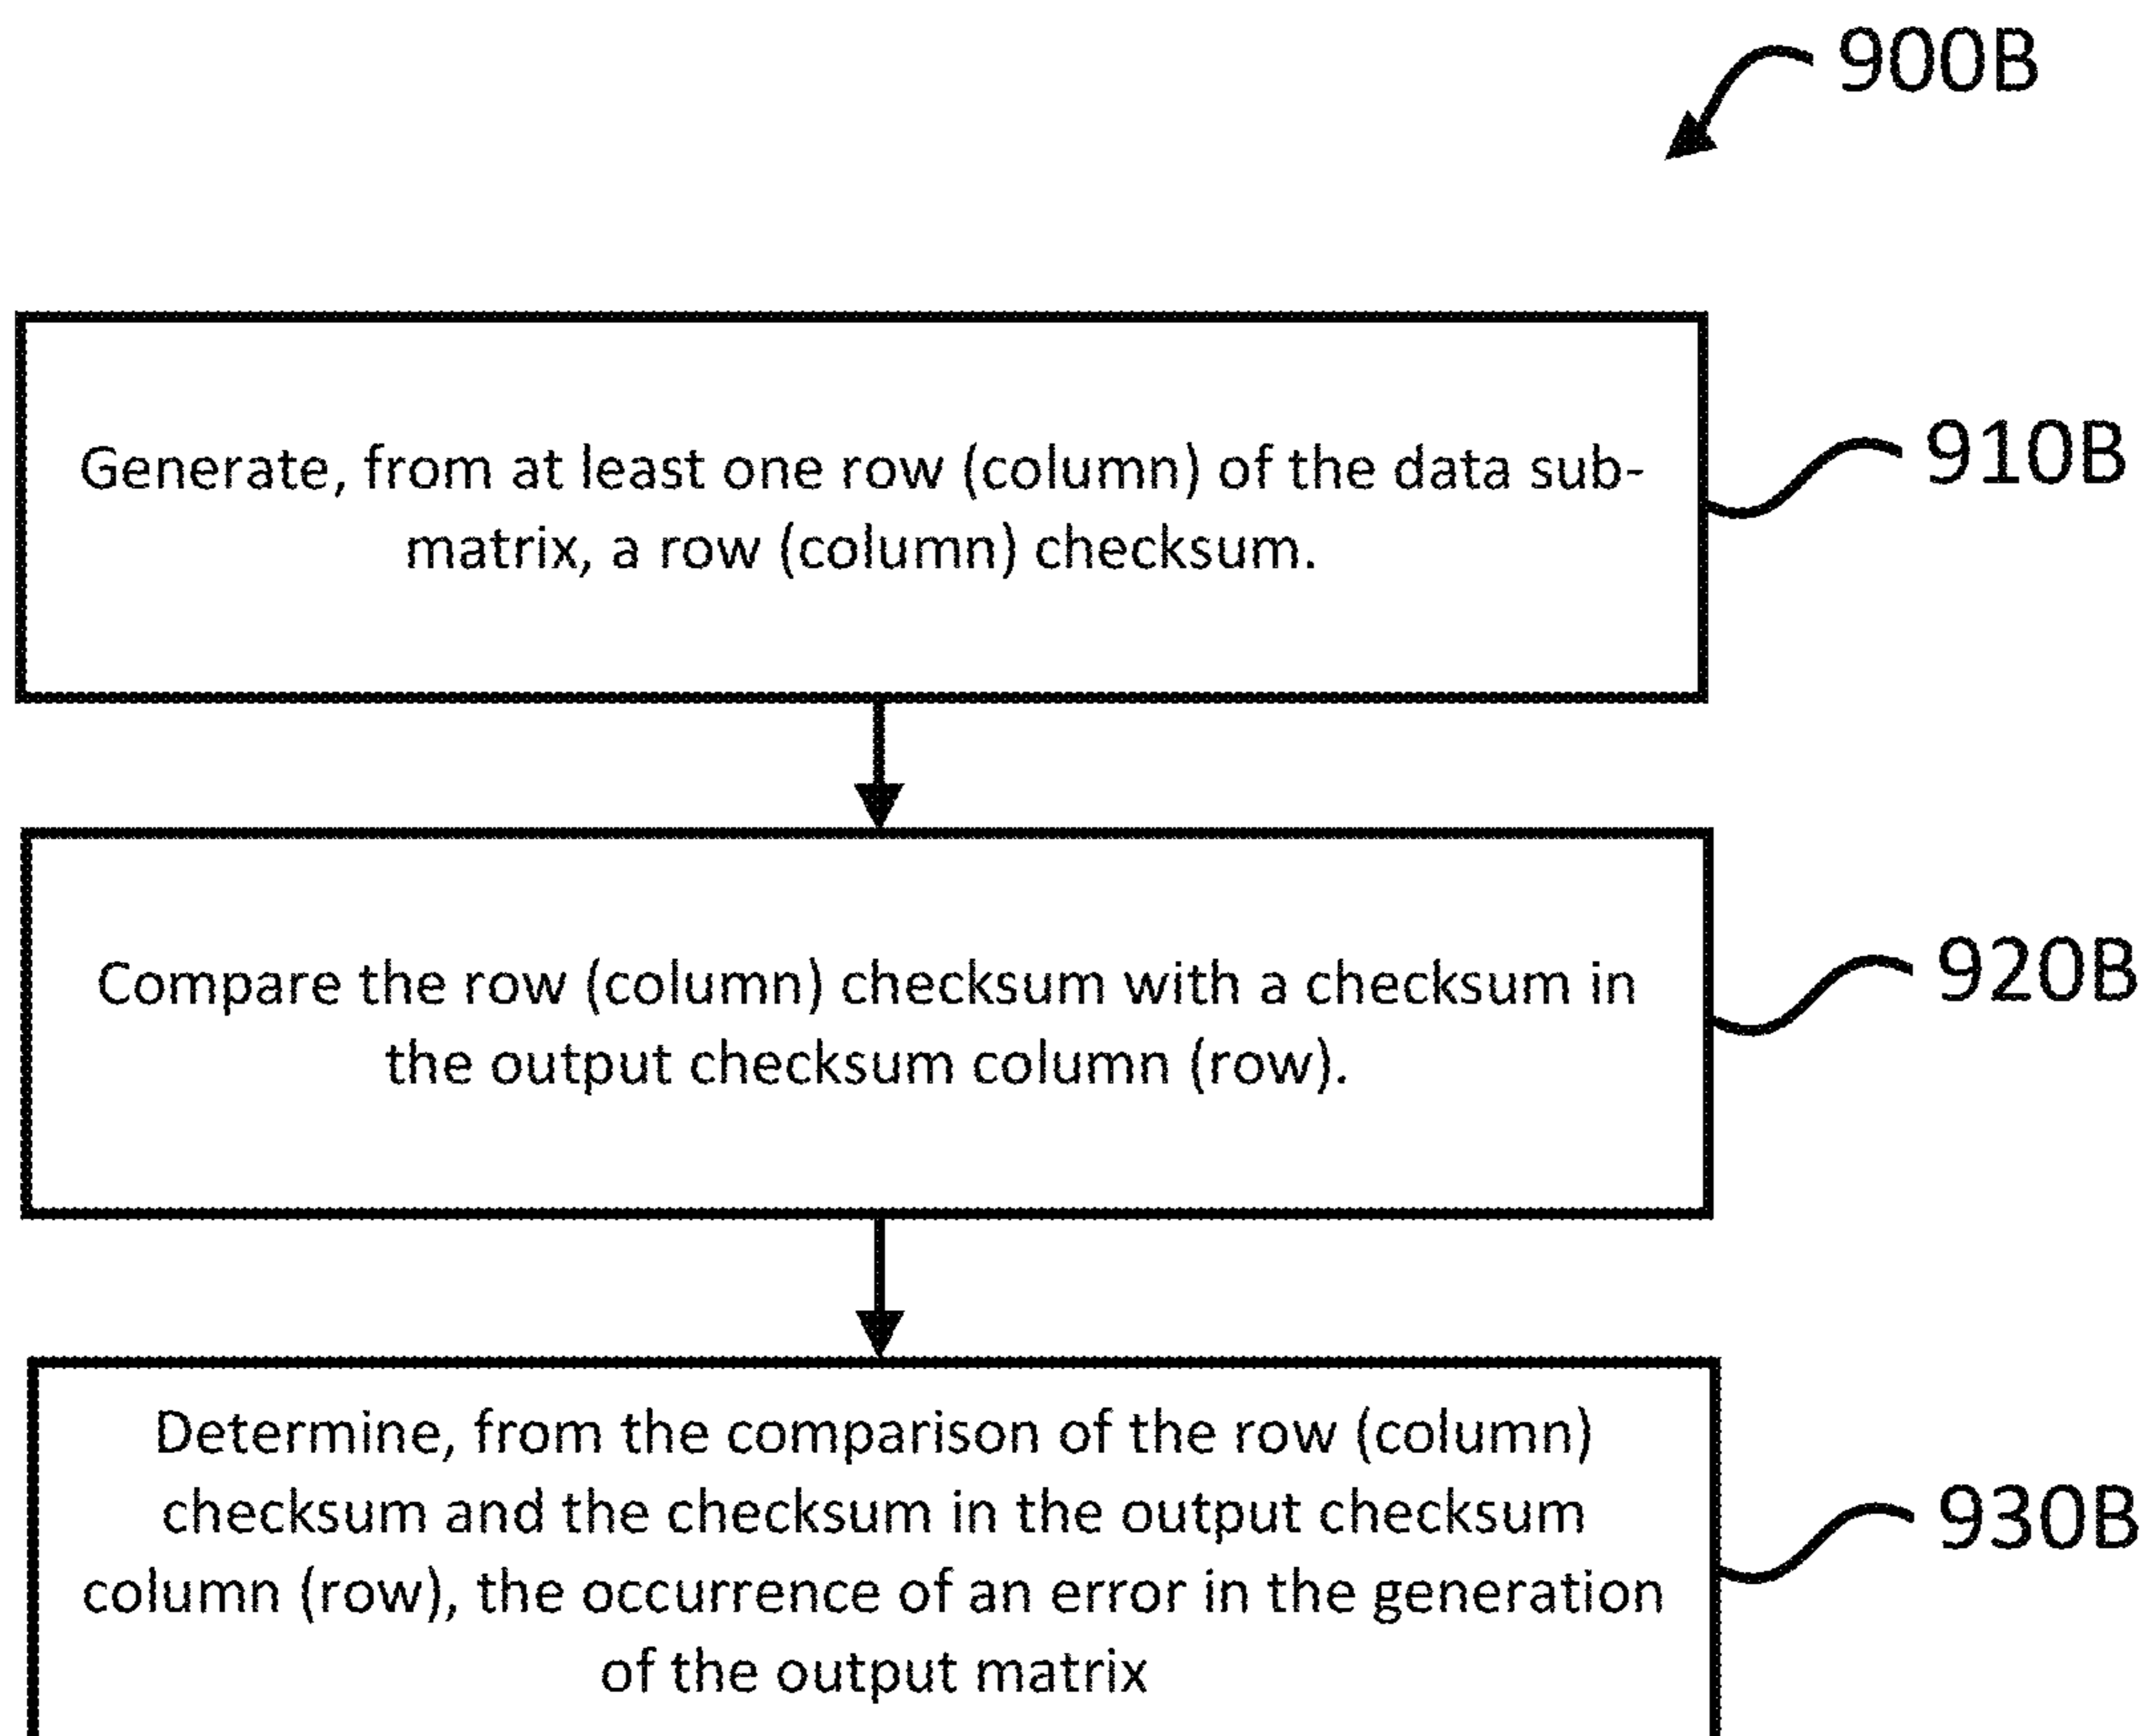 900B
Generate, from at least one row (column) of the data sub-
matrix, a row (column) checksum.
910B
Compare the row (column) checksum with a checksum in
the output checksum column (row).
920B
Determine, from the comparison of the row (column)
checksum and the checksum in the output checksum
column (row), the occurrence of an error in the generation
of the output matrix
930B